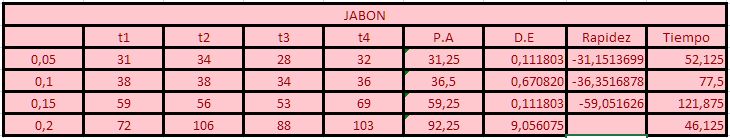 JABON
t1 t2 t3 t4 P.A D.E Rapidez Tiempo
0,05 31 34 28 32 31,25 0,111803 -31,1513699 52,125
0,1 38 38 34 36 36,5 0,670820 -36,3516878 77,5
0,15 59 56 53 69 59,25 0,111803 -59,051626 121,875
0,2 72 106 88 103 92,25 9,056075 46,125